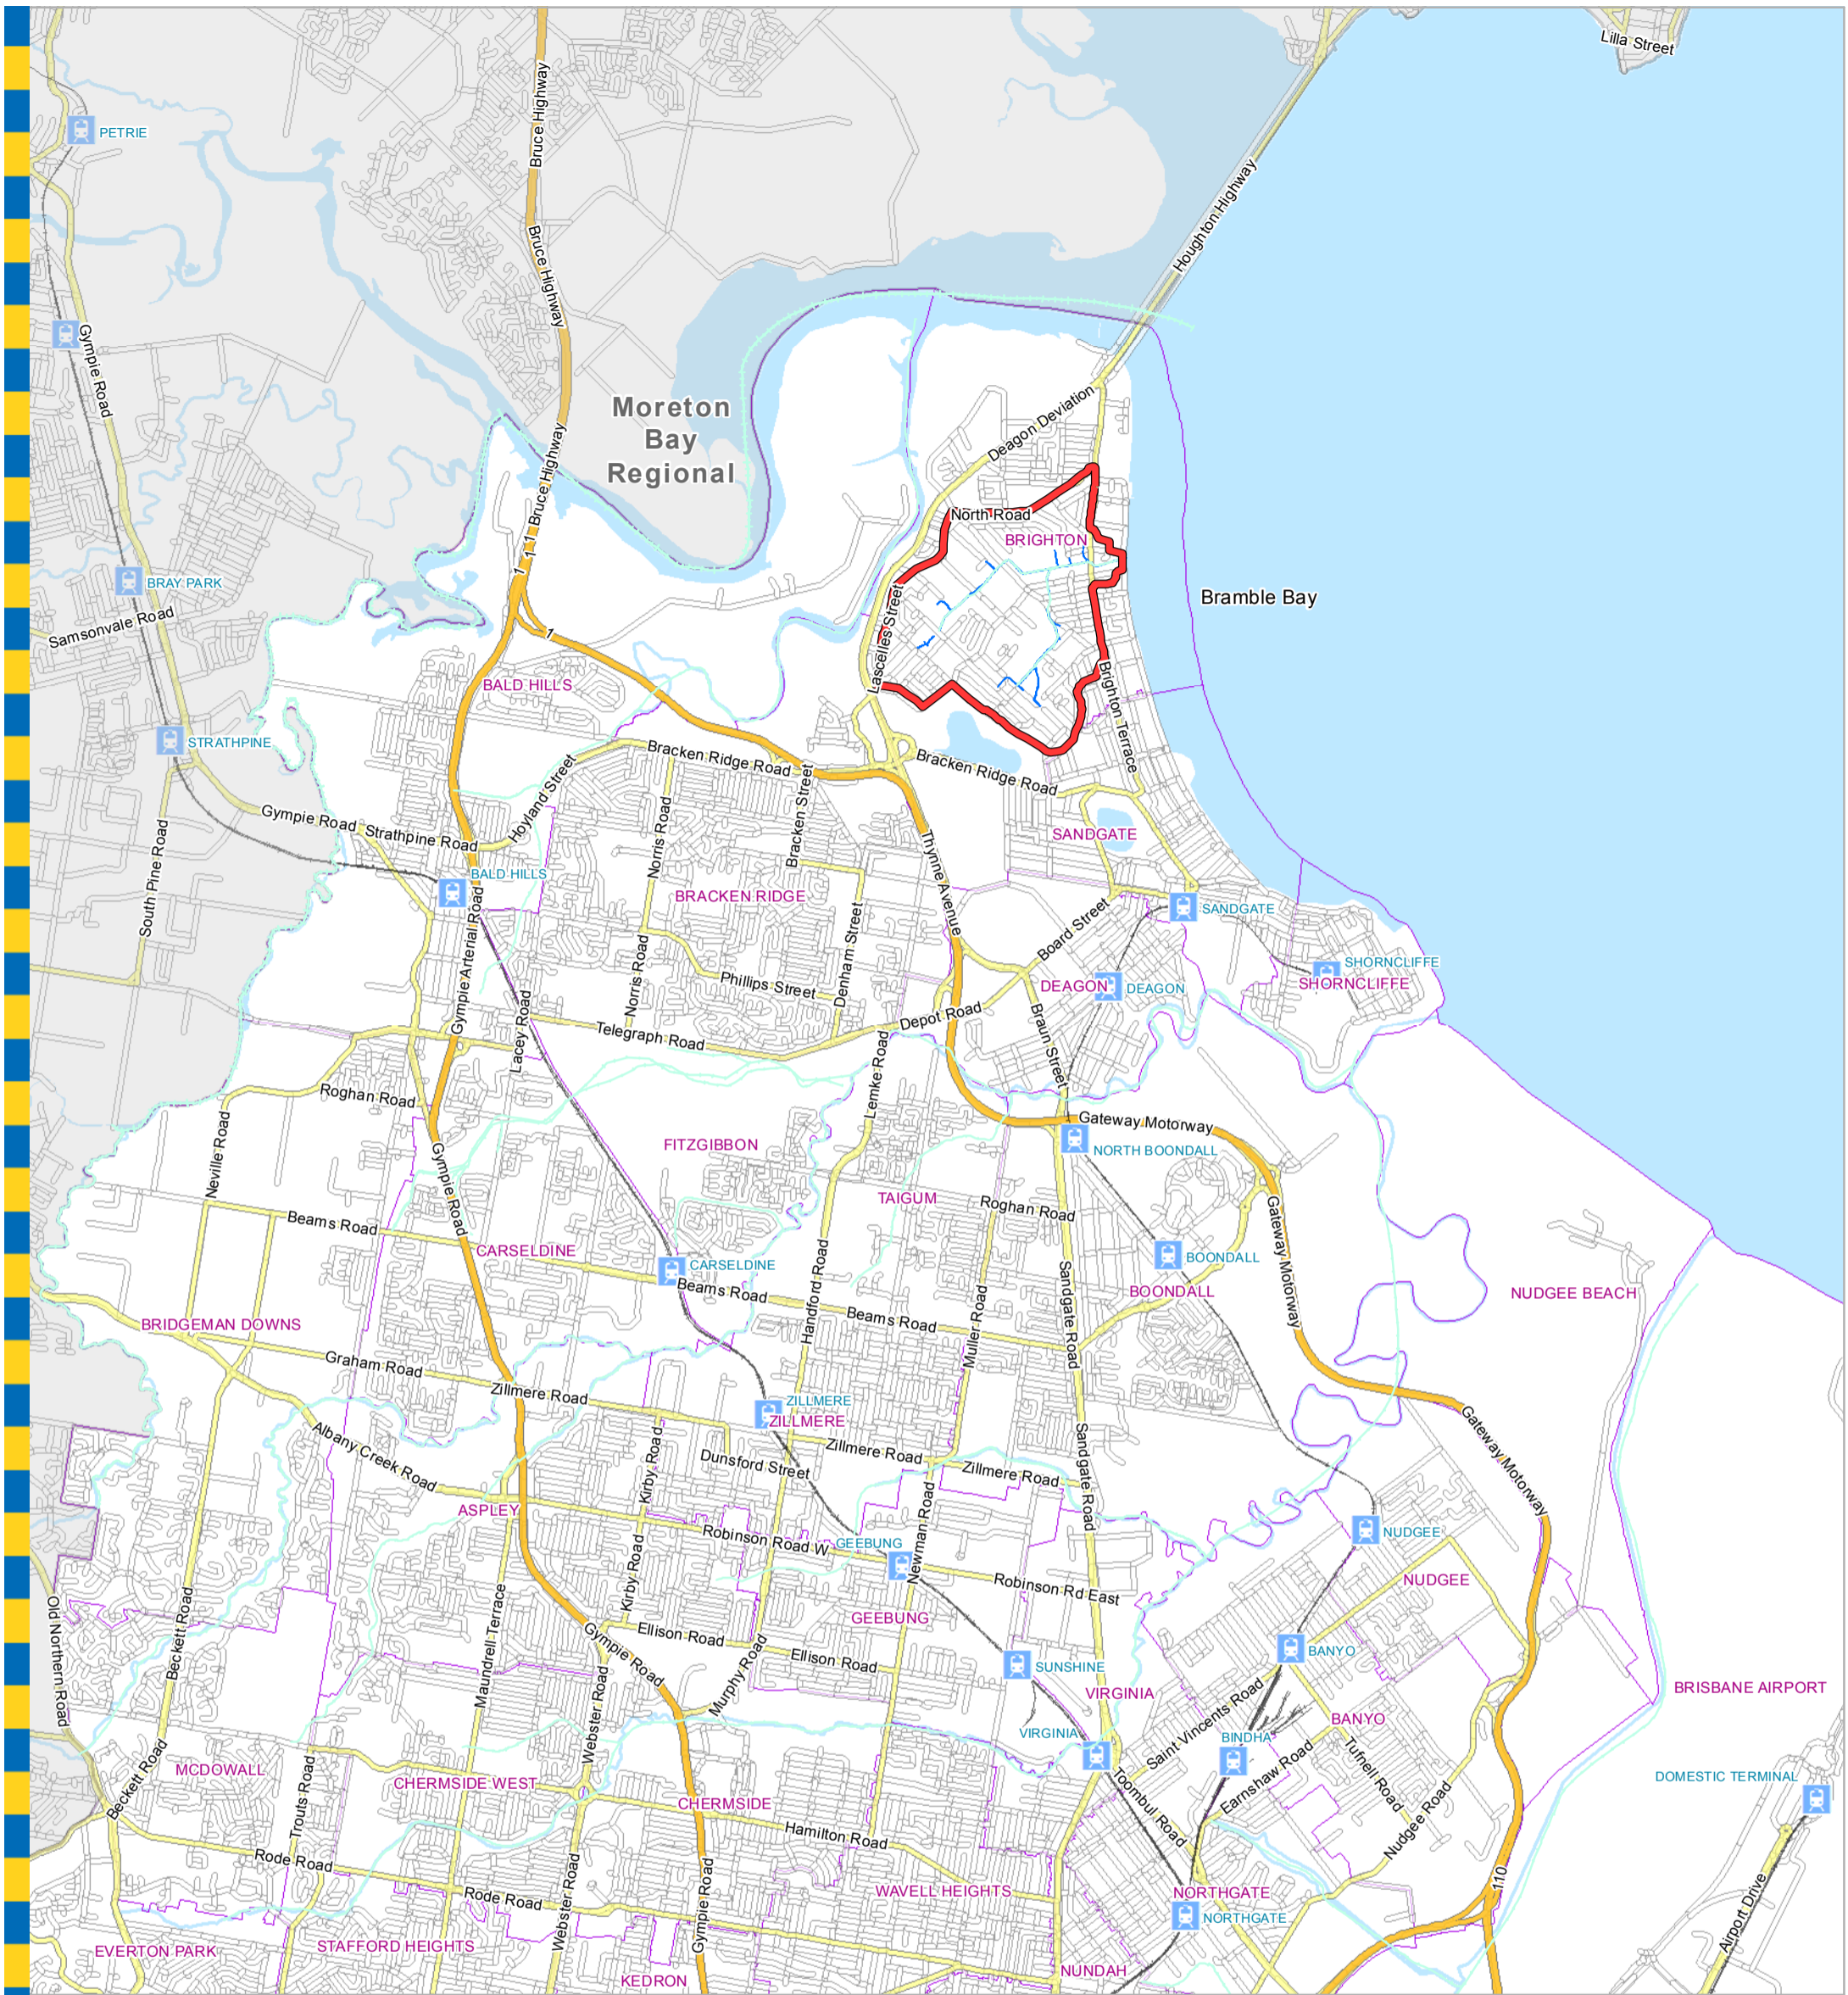 Lilla Street
Bruce Highway
PETRIE
Houghton Highway
Bruce Highway
Gympie Road
Moreton
Bay
Regional
Deagon Deviation
Bruce Highway
1
1
1
North Road
BRIGHTON
BRAY PARK
Bramble Bay
Samsonvale Road
Lascelles Street
1
BALD HILLS
Brighton Terrace
STRATHPINE
Bracken Ridge Road
Bracken Ridge Road
Hoyland Street
Bracken Street
Gympie Road
Strathpine Road
Norris Road
SANDGATE
Thynne Avenue
South Pine Road
BALD HILLS
BRACKEN RIDGE
SANDGATE
Board Street
Gympie Arterial Road
Denham Street
Norris Road
SHORNCLIFFE
SHORNCLIFFE
Phillips Street
DEAGON
DEAGON
Lacey Road
Telegraph Road
Depot Road
Braun Street
Lemke Road
Roghan Road
Gateway Motorway
Neville Road
FITZGIBBON
NORTH BOONDALL
Gympie Road
TAIGUM
Roghan Road
Beams Road
Gateway Motorway
CARSELDINE
CARSELDINE
BOONDALL
Beams Road
Handford Road
Sandgate Road
BOONDALL
NUDGEE BEACH
Beams Road
Muller Road
BRIDGEMAN DOWNS
Graham Road
Zillmere Road
ZILLMERE
ZILLMERE
Gateway Motorway
Albany Creek Road
Kirby Road
Zillmere Road
Dunsford Street
Zillmere Road
Sandgate Road
ASPLEY
Newman Road
Robinson Road W
GEEBUNG
NUDGEE
Kirby Road
Robinson Rd East
NUDGEE
Old Northern Road
Beckett Road
Maundrell Terrace
GEEBUNG
Ellison Road
Gympie Road
Ellison Road
Murphy Road
SUNSHINE
BANYO
VIRGINIA
BRISBANE AIRPORT
Saint Vincents Road
Webster Road
VIRGINIA
BANYO
BINDHA
Tufnell Road
MCDOWALL
Beckett Road
Trouts Road
CHERMSIDE WEST
CHERMSIDE
Toombul Road
Earnshaw Road
DOMESTIC TERMINAL
Nudgee Road
Hamilton Road
Rode Road
Rode Road
WAVELL HEIGHTS
NORTHGATE
110
NORTHGATE
Webster Road
Gympie Road
Airport Drive
EVERTON PARK
STAFFORD HEIGHTS
KEDRON
NUNDAH